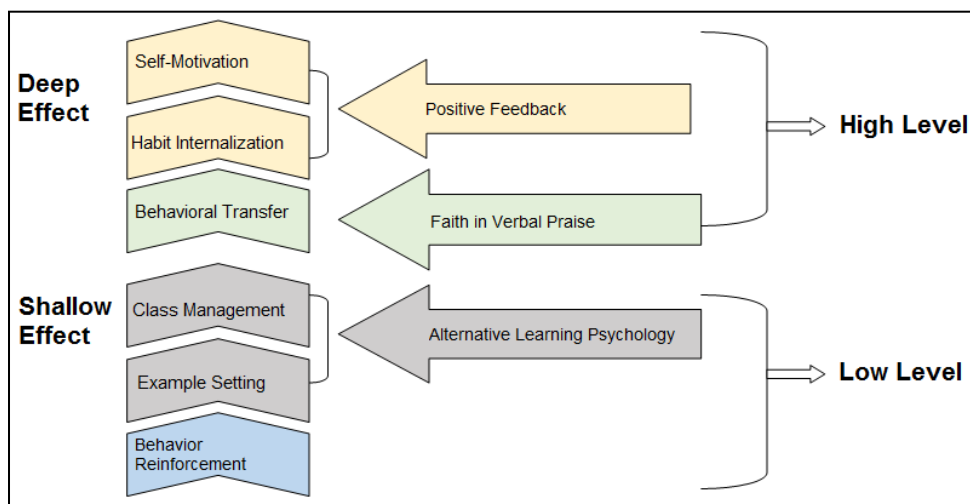 Self-Motivation
Deep
Effect
Positive Feedback
High Level
Habit Internalization
Behavioral Transfer
Faith in Verbal Praise
Shallow
Effect
Class Management
Alternative Learning Psychology
Low Level
Example Setting
Behavior
Reinforcement